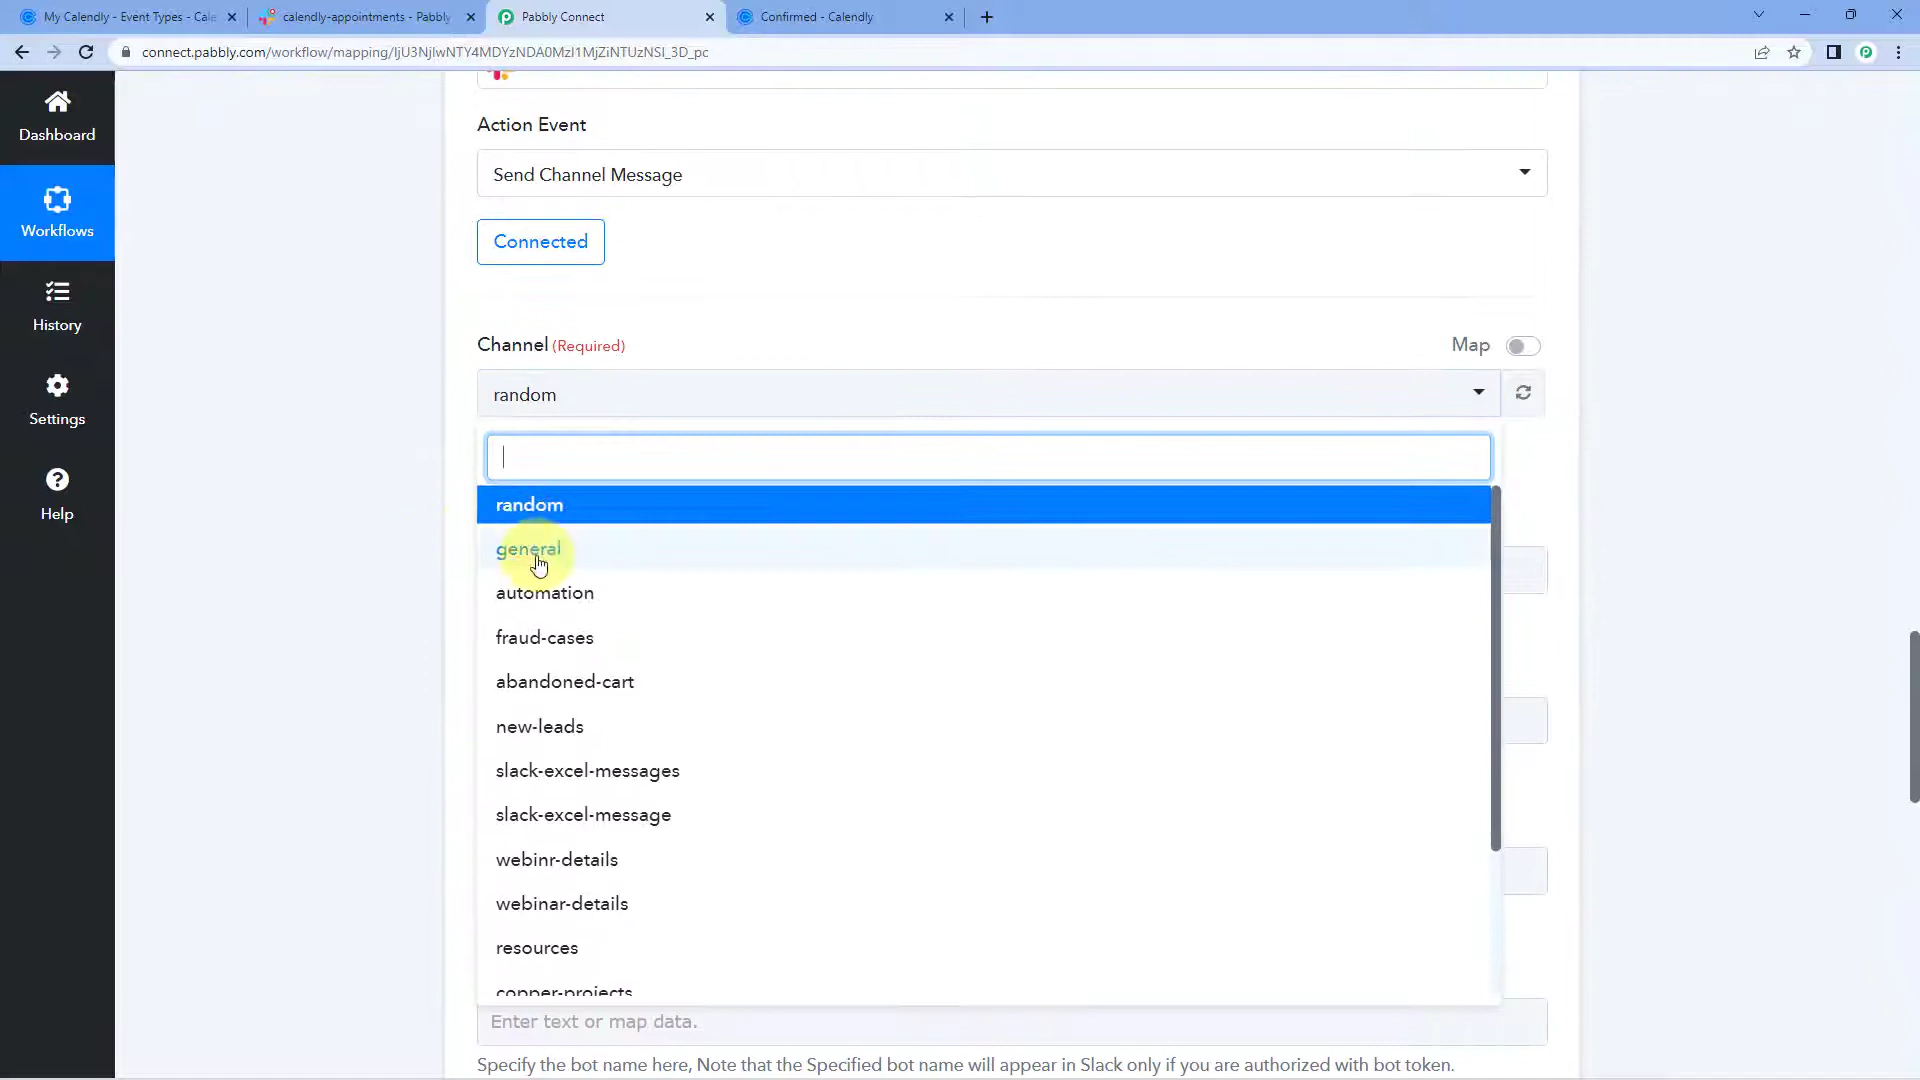 My Calendly - Event Types - Cale
calendly-appointments - Pabbly
Pabbly Connect
Confirmed - Calendly
connect.pabbly.com/workflow/mapping/IjU3NjIwNTY4MDYzNDA0MzI1MjZiNTUzNSI_3D_pc
Dashboard
Workflows
History
Settings
Help
Action Event
Send Channel Message
Connected
Channel (Required)
Map
random
random
general
automation
fraud-cases
abandoned-cart
new-leads
slack-excel-messages
slack-excel-message
webinr-details
webinar-details
resources
copper-projects
Enter text or map data.
Specify the bot name here, Note that the Specified bot name will appear in Slack only if you are authorized with bot token.